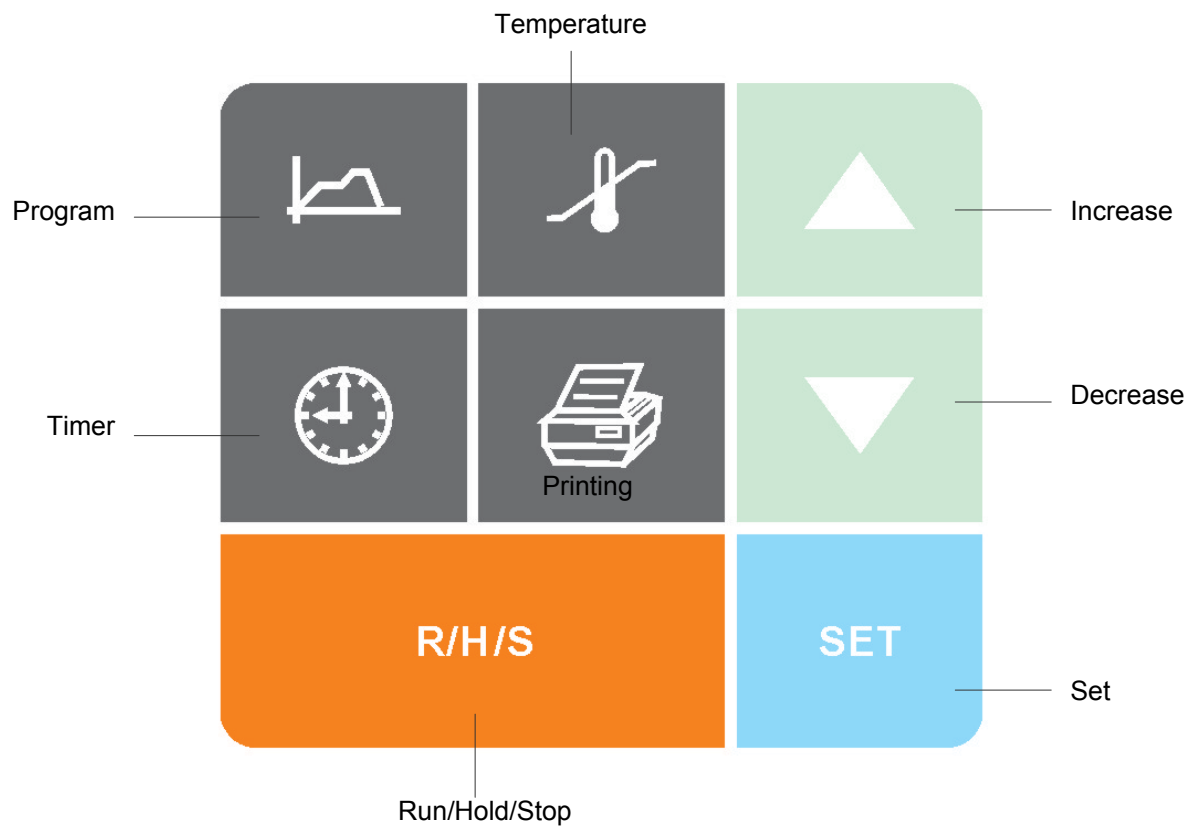 Temperature
Program
Increase
Timer
Printing
Decrease
R/H/S
SET
Set
Run/Hold/Stop